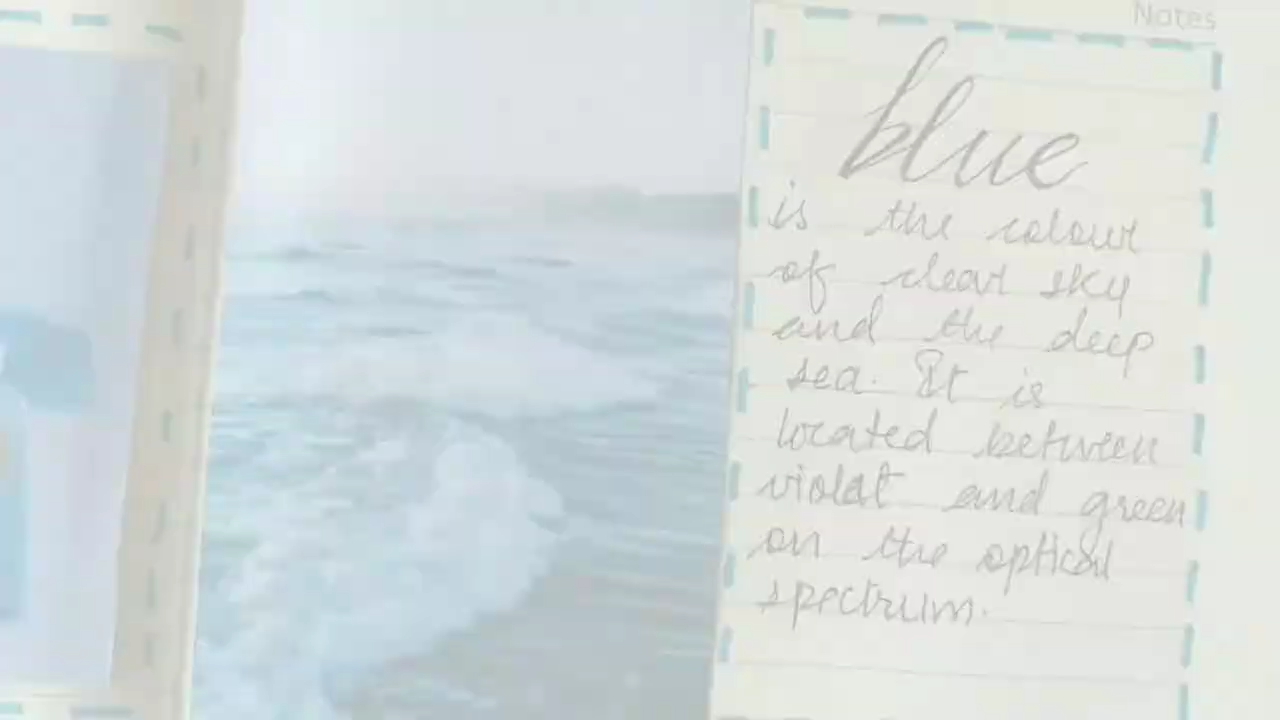 Notes
blue
is the colour
of clear sky
and the deep
sea. It is
located between
violet and green
on the optical
spectrum.